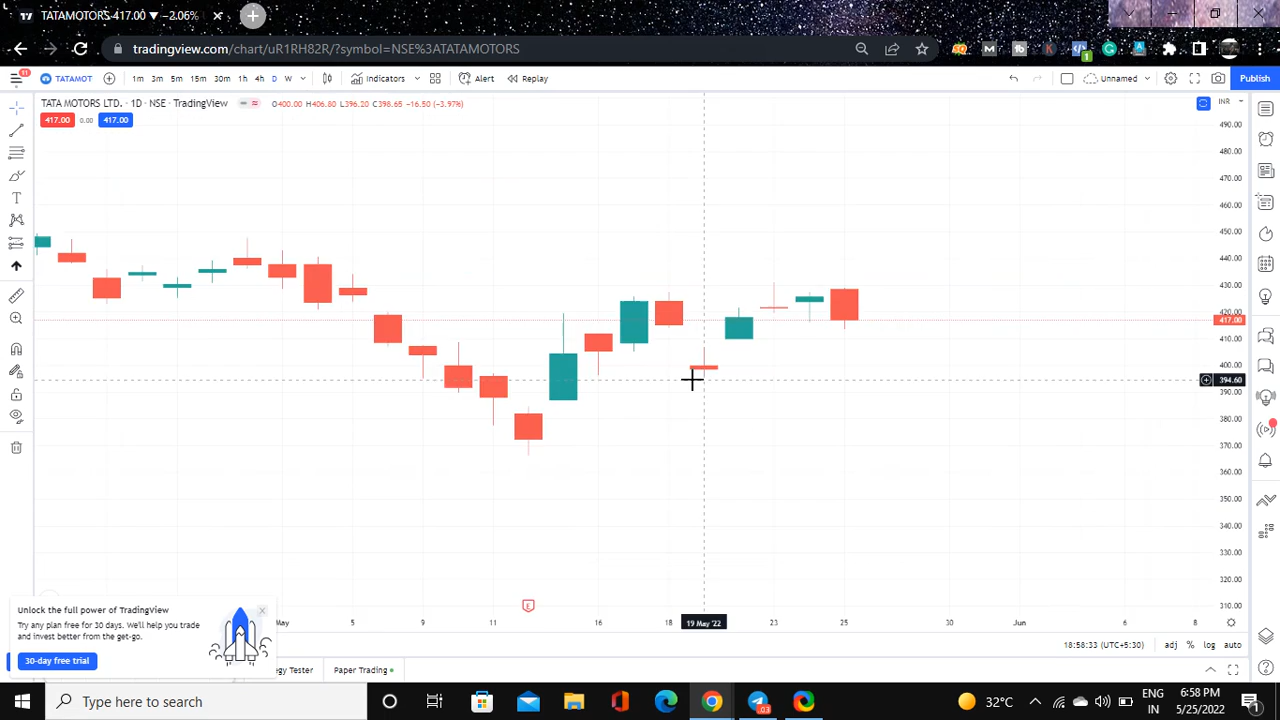 TATAMOTORS 417.00 ▼ −2.06%
tradingview.com/chart/uR1RH82R/?symbol=NSE%3ATATAMOTORS
11 TATAMOT 1m 3m 5m 15m 30m 1h 4h D W Indicators Alert Replay Unnamed Publish
TATA MOTORS LTD. · 1D · NSE · TradingView O400.00 H406.80 L396.20 C398.65 −16.50 (−3.97%) INR
417.00 0.00 417.00
490.00
480.00
470.00
460.00
450.00
440.00
430.00
420.00
417.00
400.00
394.60
390.00
380.00
370.00
360.00
350.00
340.00
330.00
320.00
310.00
E
Unlock the full power of TradingView
Try any plan free for 30 days. We'll help you trade
and invest better from the get-go.
30-day free trial
May 5 9 11 16 18 19 May '22 23 25 Jun 6 8
18:58:33 (UTC+5:30) adj % log auto
gy Tester Paper Trading
Type here to search
32°C
ENG
IN
6:58 PM
5/25/2022